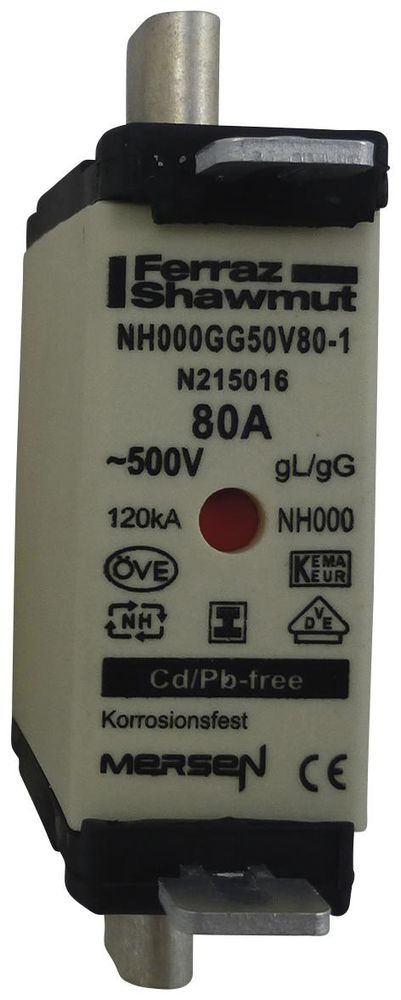 Ferraz
Shawmut
NH000GG50V80-1
N215016
80A
~500V gL/gG
120kA NH000
ÖVE KEMA KEUR
NH DVE
Cd/Pb-free
Korrosionsfest
MERSEN CE